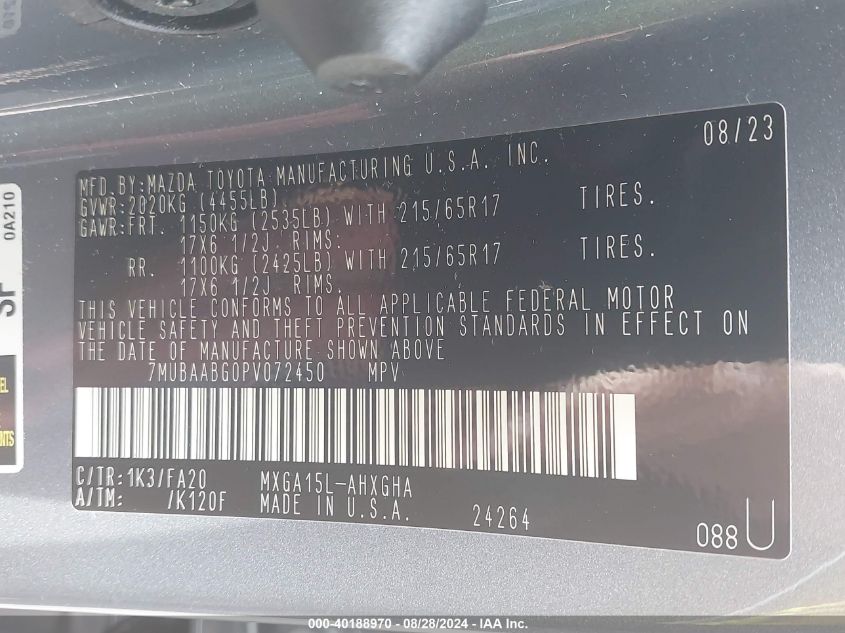 08/23
MFD.BY:MAZDA TOYOTA MANUFACTURING U.S.A. INC.
GVWR:2020KG (4455LB)
GAWR:FRT. 1150KG (2535LB) WITH 215/65R17 TIRES.
17X6 1/2J RIMS.
RR. 1100KG (2425LB) WITH 215/65R17 TIRES.
17X6 1/2J RIMS.
THIS VEHICLE CONFORMS TO ALL APPLICABLE FEDERAL MOTOR
VEHICLE SAFETY AND THEFT PREVENTION STANDARDS IN EFFECT ON
THE DATE OF MANUFACTURE SHOWN ABOVE
7MUBAABG0PV072450 MPV
C/TR:1K3/FA20 MXGA15L-AHXGHA
A/TM: /K120F MADE IN U.S.A. 24264
088 U
0A210
000-40188970 - 08/28/2024 - IAA Inc.